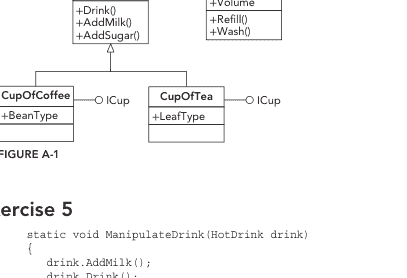 +Drink()
+AddMilk()
+AddSugar()
+Volume
+Refill()
+Wash()
CupOfCoffee
ICup
+BeanType
CupOfTea
ICup
+LeafType
FIGURE A-1
ercise 5
static void ManipulateDrink(HotDrink drink)
{
drink.AddMilk();
drink.Drink();